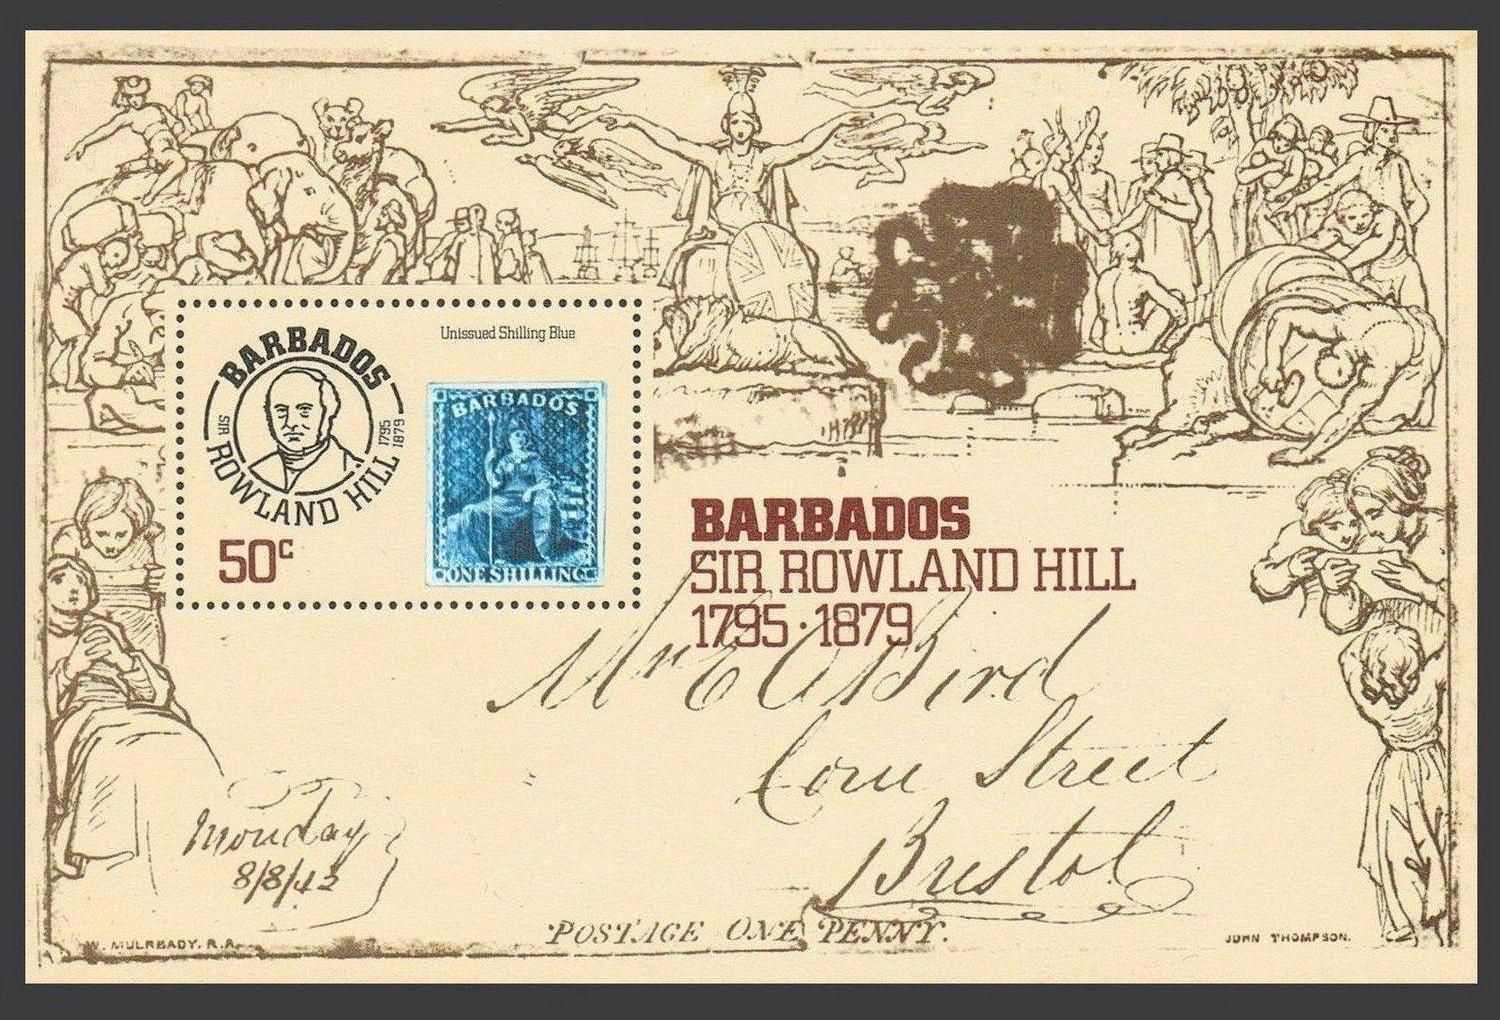 Unissued Shilling Blue
BARBADOS
SIR ROWLAND HILL
1795
1879
50c
BARBADOS
ONE SHILLING
BARBADOS
SIR ROWLAND HILL
1795·1879
Mr E A Bird
Corn Street
Bristol
Monday
8/8/42
POSTAGE ONE PENNY.
W. MULREADY. R.A.
JOHN THOMPSON.